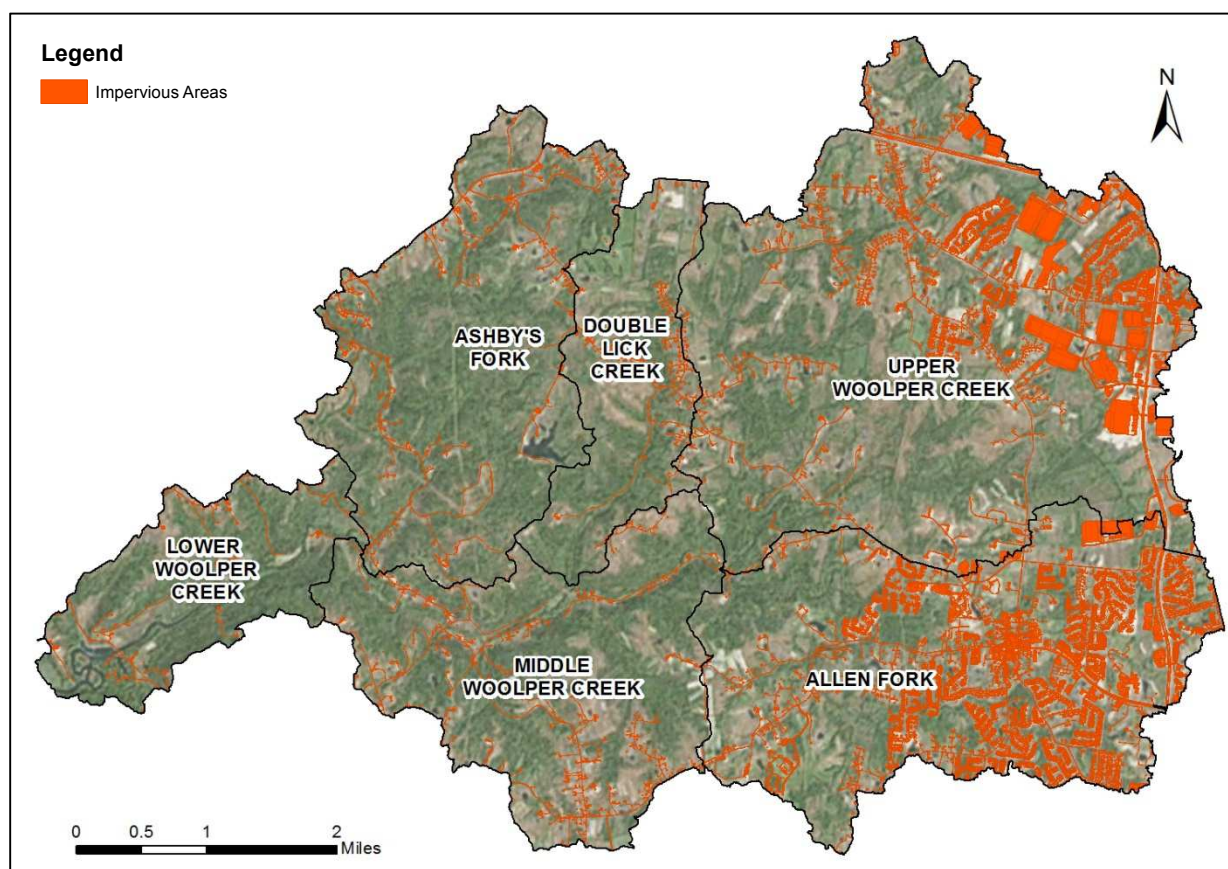 Legend
Impervious Areas
N
ASHBY'S
FORK
DOUBLE
LICK
CREEK
UPPER
WOOLPER CREEK
LOWER
WOOLPER
CREEK
MIDDLE
WOOLPER CREEK
ALLEN FORK
0 0.5 1 2
Miles